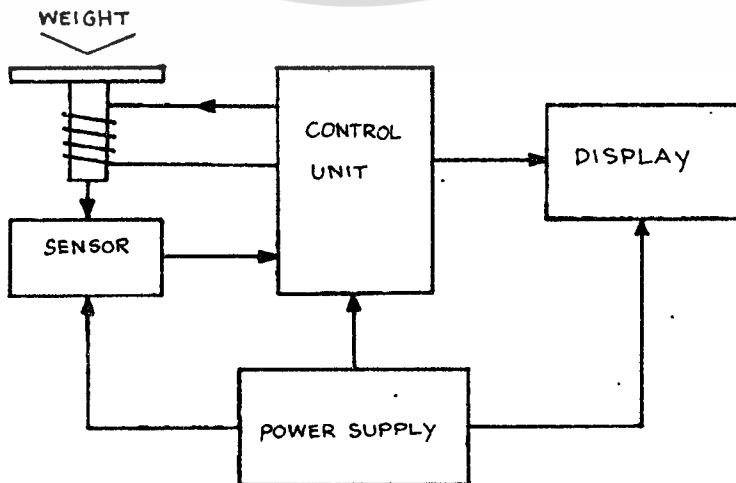 WEIGHT
CONTROL
UNIT
DISPLAY
SENSOR
POWER SUPPLY